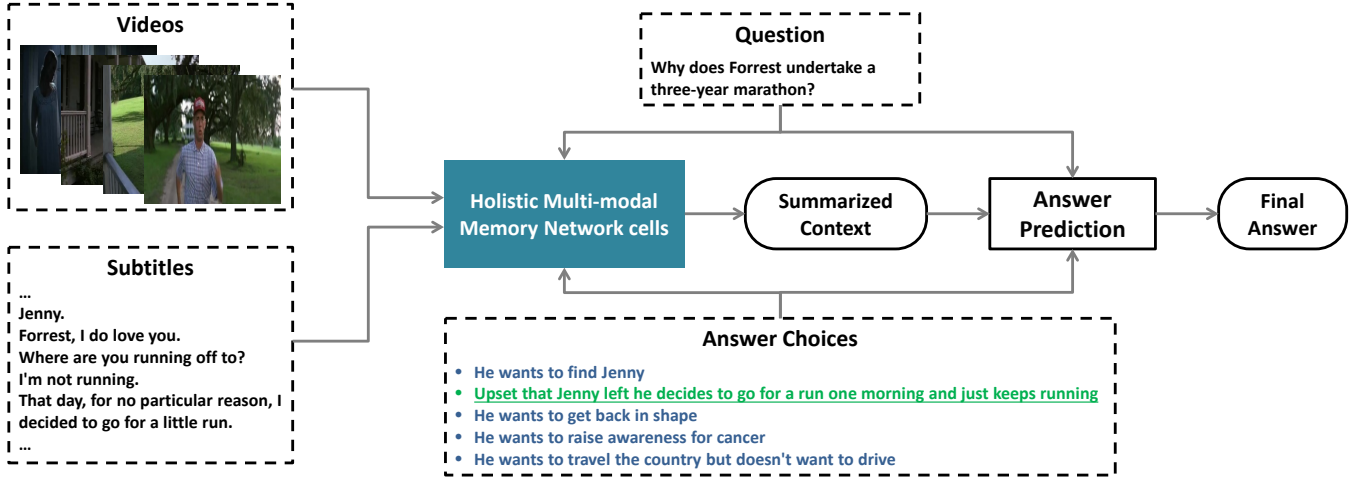 Videos
Subtitles
...
Jenny.
Forrest, I do love you.
Where are you running off to?
I'm not running.
That day, for no particular reason, I
decided to go for a little run.
...
Question
Why does Forrest undertake a
three-year marathon?
Holistic Multi-modal
Memory Network cells
Summarized
Context
Answer
Prediction
Final
Answer
Answer Choices
• He wants to find Jenny
• Upset that Jenny left he decides to go for a run one morning and just keeps running
• He wants to get back in shape
• He wants to raise awareness for cancer
• He wants to travel the country but doesn't want to drive